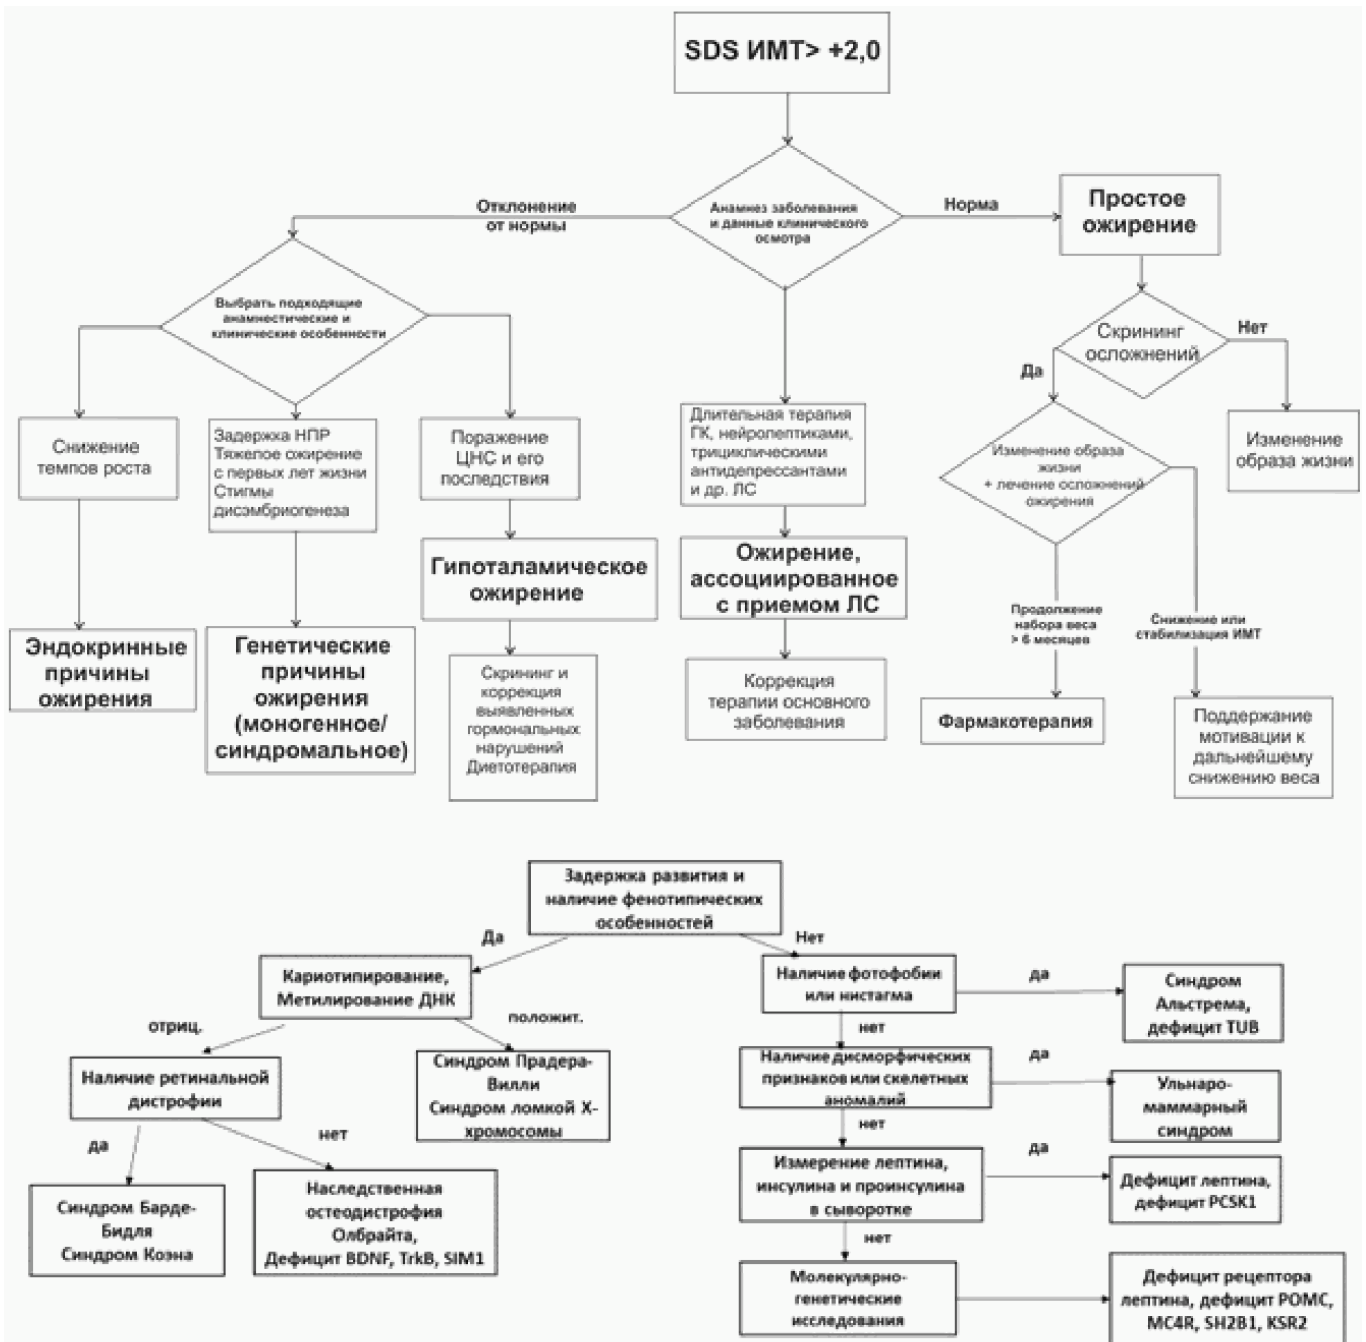 SDS ИМТ> +2,0
Анамнез заболевания
и данные клинического
осмотра
Отклонение
от нормы
Норма
Простое
ожирение
Выбрать подходящие
анамнестические и
клинические особенности
Скрининг
осложнений
Нет
Да
Снижение
темпов роста
Задержка НПР
Тяжелое ожирение
с первых лет жизни
Стигмы
дисэмбриогенеза
Поражение
ЦНС и его
последствия
Длительная терапия
ГК, нейролептиками,
трициклическими
антидепрессантами
и др. ЛС
Изменение образа
жизни
+ лечение осложнений
ожирения
Изменение
образа жизни
Эндокринные
причины
ожирения
Генетические
причины
ожирения
(моногенное/
синдромальное)
Гипоталамическое
ожирение
Ожирение,
ассоциированное
с приемом ЛС
Продолжение
набора веса
> 6 месяцев
Снижение или
стабилизация ИМТ
Скрининг и
коррекция
выявленных
гормональных
нарушений
Диетотерапия
Коррекция
терапии основного
заболевания
Фармакотерапия
Поддержание
мотивации к
дальнейшему
снижению веса
Задержка развития и
наличие фенотипических
особенностей
Да
Нет
Кариотипирование,
Метилирование ДНК
Наличие фотофобии
или нистагма
да
Синдром
Альстрема,
дефицит TUB
отриц.
положит.
нет
Наличие ретинальной
дистрофии
Синдром Прадера-
Вилли
Синдром ломкой Х-
хромосомы
Наличие дисморфических
признаков или скелетных
аномалий
да
Ульнаро-
маммарный
синдром
да
нет
нет
Синдром Барде-
Бидля
Синдром Коэна
Наследственная
остеодистрофия
Олбрайта,
Дефицит BDNF, TrkB, SIM1
Измерение лептина,
инсулина и проинсулина
в сыворотке
да
Дефицит лептина,
дефицит PCSK1
нет
Молекулярно-
генетические
исследования
Дефицит рецептора
лептина, дефицит POMC,
MC4R, SH2B1, KSR2